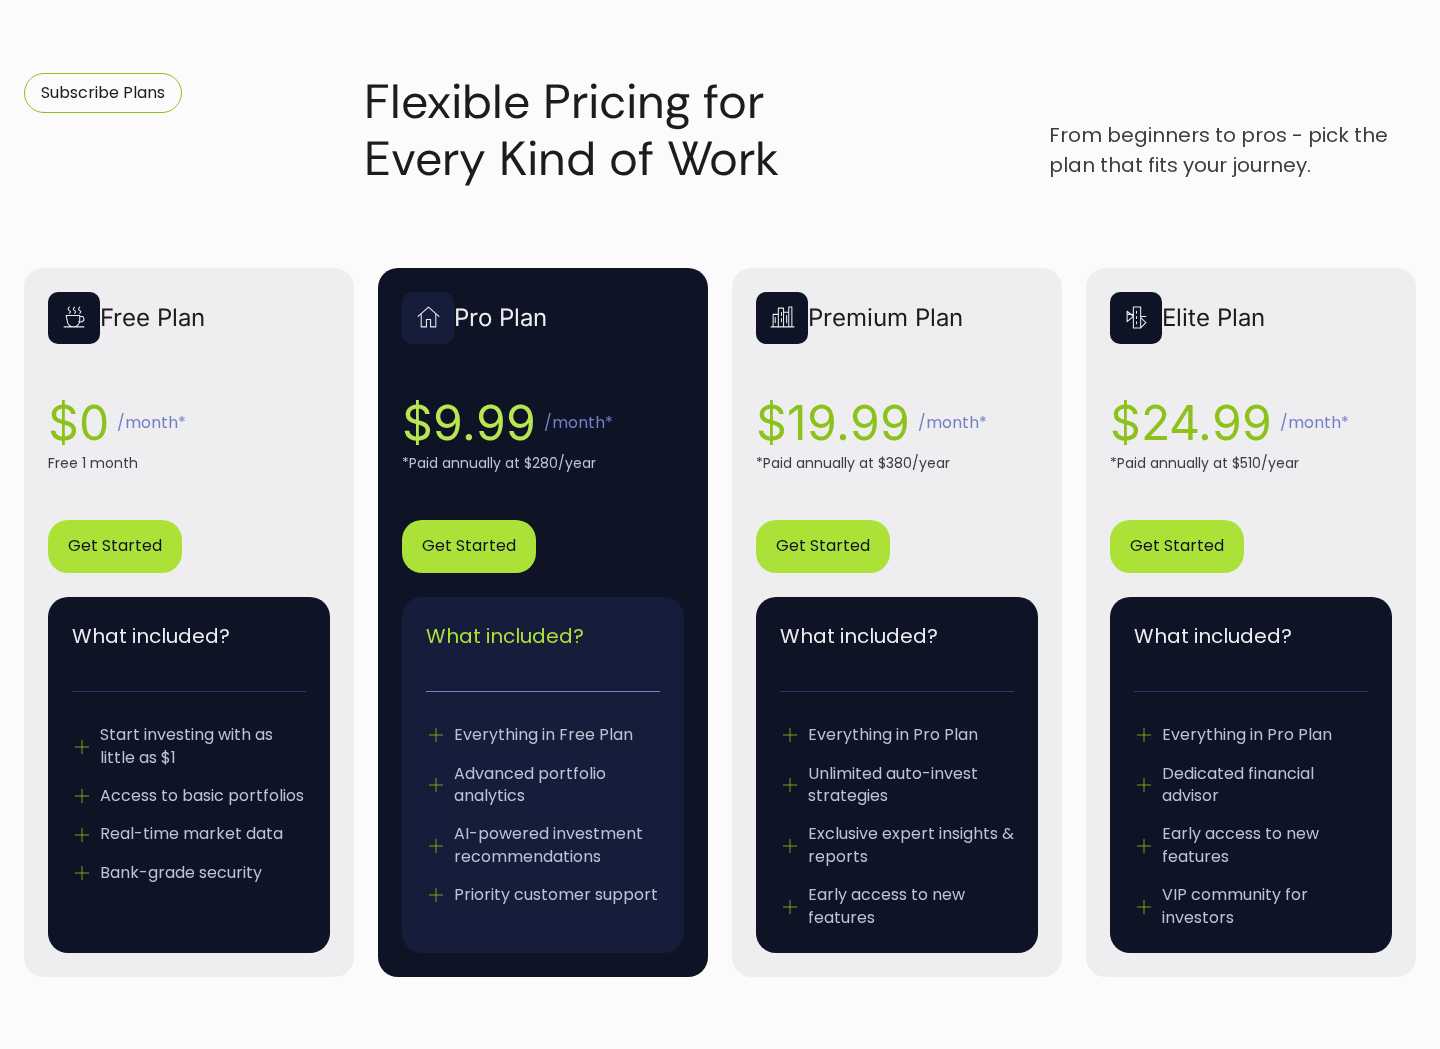 Subscribe Plans
Flexible Pricing for
Every Kind of Work
From beginners to pros - pick the
plan that fits your journey.
Free Plan
$0 /month*
Free 1 month
Get Started
What included?
Start investing with as
little as $1
Access to basic portfolios
Real-time market data
Bank-grade security
Pro Plan
$9.99 /month*
*Paid annually at $280/year
Get Started
What included?
Everything in Free Plan
Advanced portfolio
analytics
AI-powered investment
recommendations
Priority customer support
Premium Plan
$19.99 /month*
*Paid annually at $380/year
Get Started
What included?
Everything in Pro Plan
Unlimited auto-invest
strategies
Exclusive expert insights &
reports
Early access to new
features
Elite Plan
$24.99 /month*
*Paid annually at $510/year
Get Started
What included?
Everything in Pro Plan
Dedicated financial
advisor
Early access to new
features
VIP community for
investors